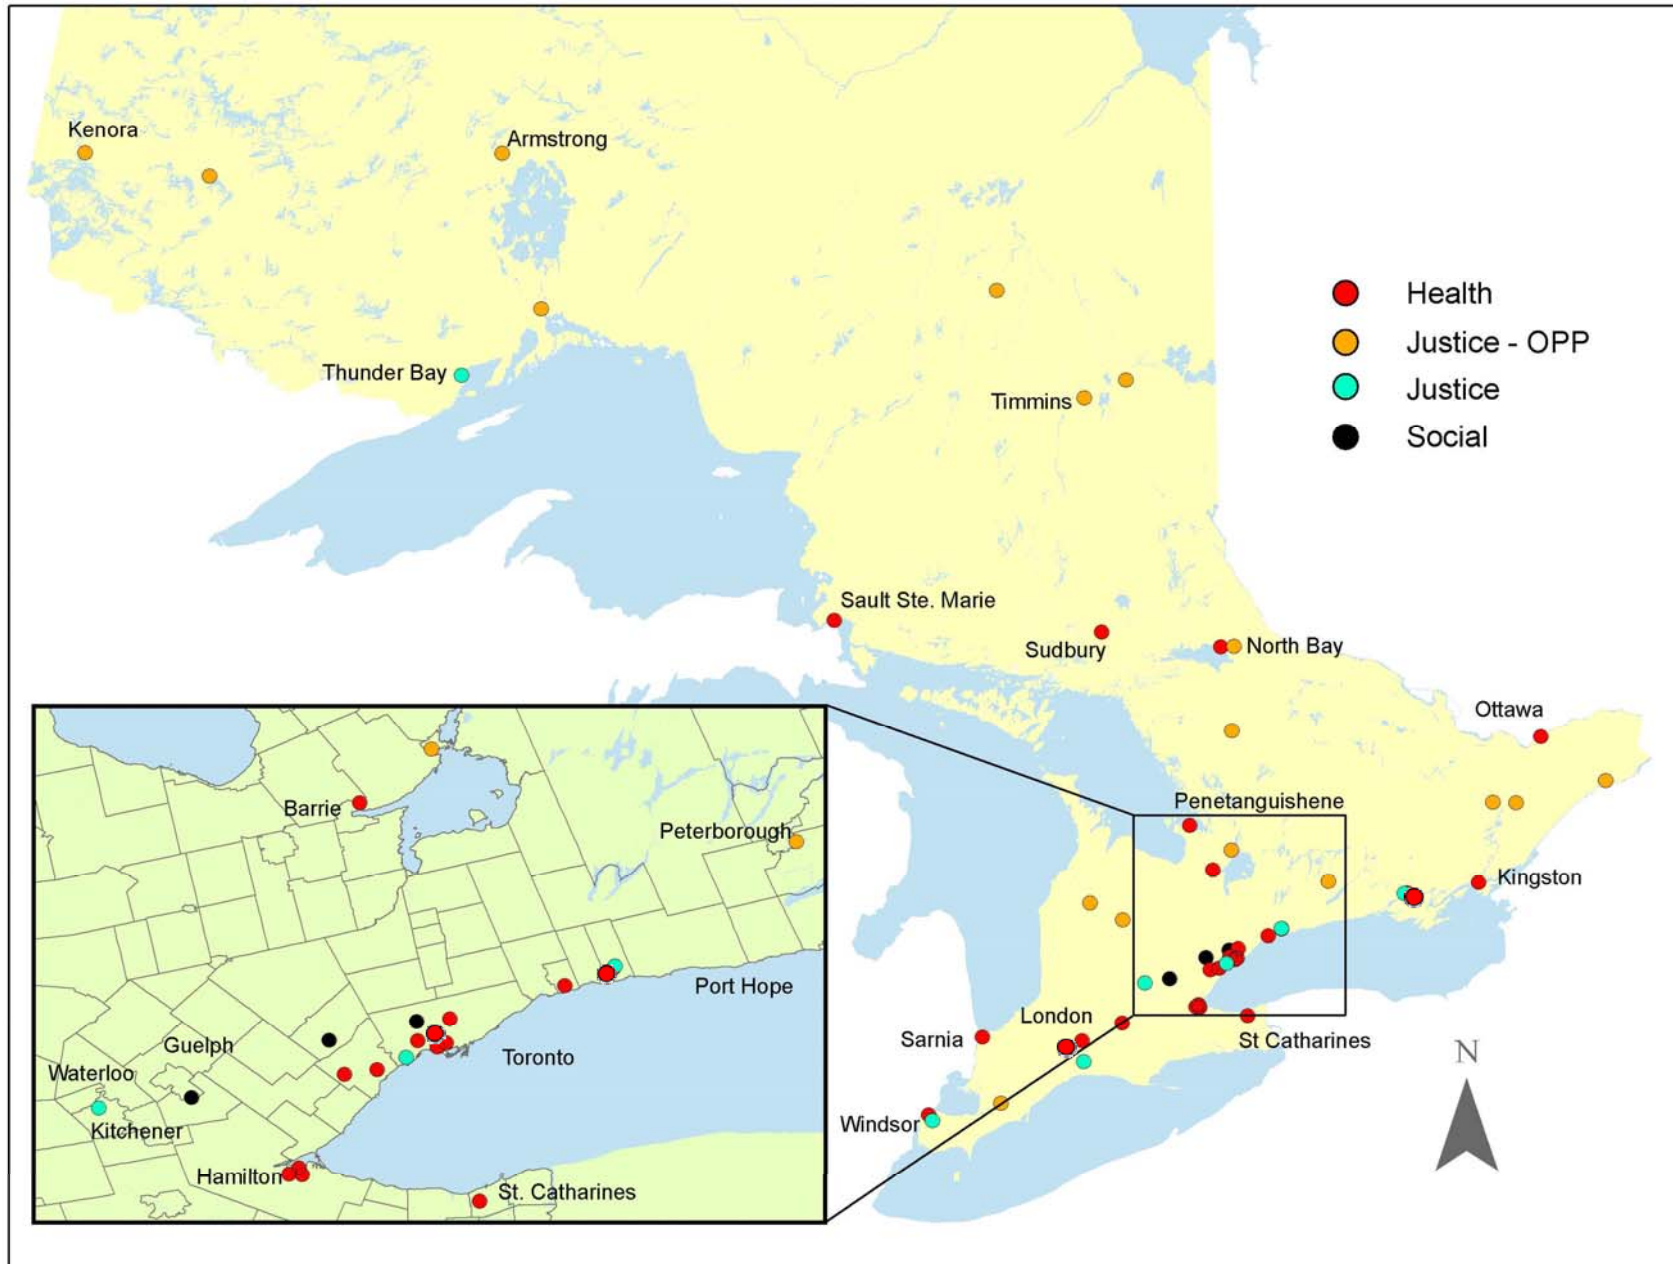 Kenora
Armstrong
Thunder Bay
Timmins
Health
Justice - OPP
Justice
Social
Sault Ste. Marie
Sudbury
North Bay
Ottawa
Penetanguishene
Kingston
London
Sarnia
St Catharines
Windsor
N
Barrie
Peterborough
Port Hope
Toronto
Guelph
Waterloo
Kitchener
Hamilton
St. Catharines